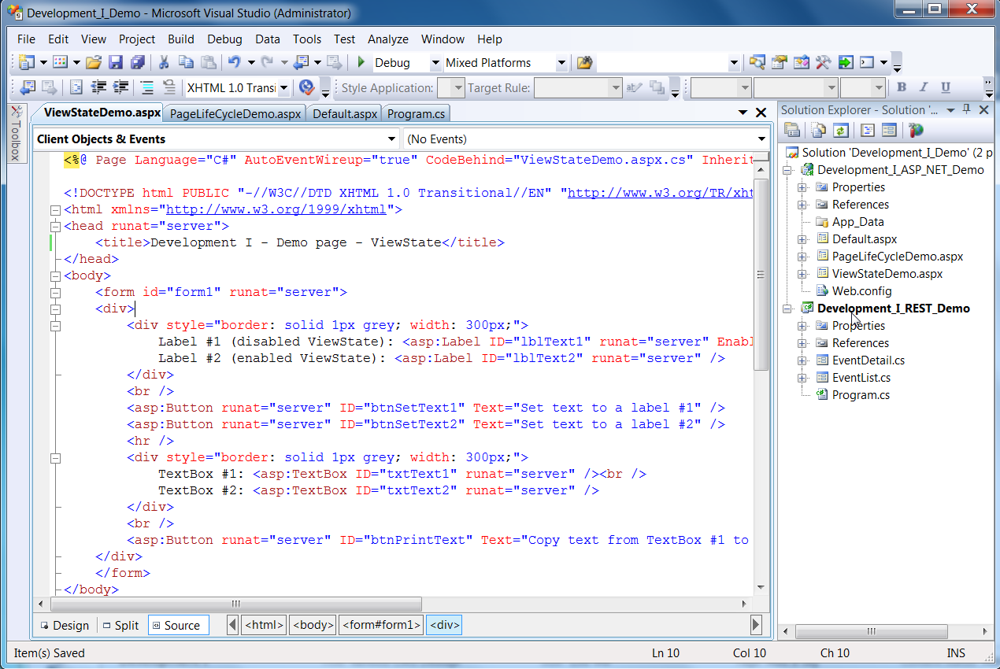 Development_I_Demo - Microsoft Visual Studio (Administrator)
File Edit View Project Build Debug Data Tools Test Analyze Window Help
Debug Mixed Platforms
XHTML 1.0 Transi Style Application: Target Rule: B I U
Toolbox
ViewStateDemo.aspx PageLifeCycleDemo.aspx Default.aspx Program.cs
Client Objects & Events (No Events)
<%@ Page Language="C#" AutoEventWireup="true" CodeBehind="ViewStateDemo.aspx.cs" Inherit
<!DOCTYPE html PUBLIC "-//W3C//DTD XHTML 1.0 Transitional//EN" "http://www.w3.org/TR/xht
<html xmlns="http://www.w3.org/1999/xhtml">
<head runat="server">
<title>Development I - Demo page - ViewState</title>
</head>
<body>
<form id="form1" runat="server">
<div>
<div style="border: solid 1px grey; width: 300px;">
Label #1 (disabled ViewState): <asp:Label ID="lblText1" runat="server" Enabl
Label #2 (enabled ViewState): <asp:Label ID="lblText2" runat="server" />
</div>
<br />
<asp:Button runat="server" ID="btnSetText1" Text="Set text to a label #1" />
<asp:Button runat="server" ID="btnSetText2" Text="Set text to a label #2" />
<hr />
<div style="border: solid 1px grey; width: 300px;">
TextBox #1: <asp:TextBox ID="txtText1" runat="server" /><br />
TextBox #2: <asp:TextBox ID="txtText2" runat="server" />
</div>
<br />
<asp:Button runat="server" ID="btnPrintText" Text="Copy text from TextBox #1 to
</div>
</form>
</body>
Design Split Source <html> <body> <form#form1> <div>
Solution Explorer - Solution '...
Solution 'Development_I_Demo' (2 p
Development_I_ASP_NET_Demo
Properties
References
App_Data
Default.aspx
PageLifeCycleDemo.aspx
ViewStateDemo.aspx
Web.config
Development_I_REST_Demo
Properties
References
EventDetail.cs
EventList.cs
Program.cs
Item(s) Saved Ln 10 Col 10 Ch 10 INS